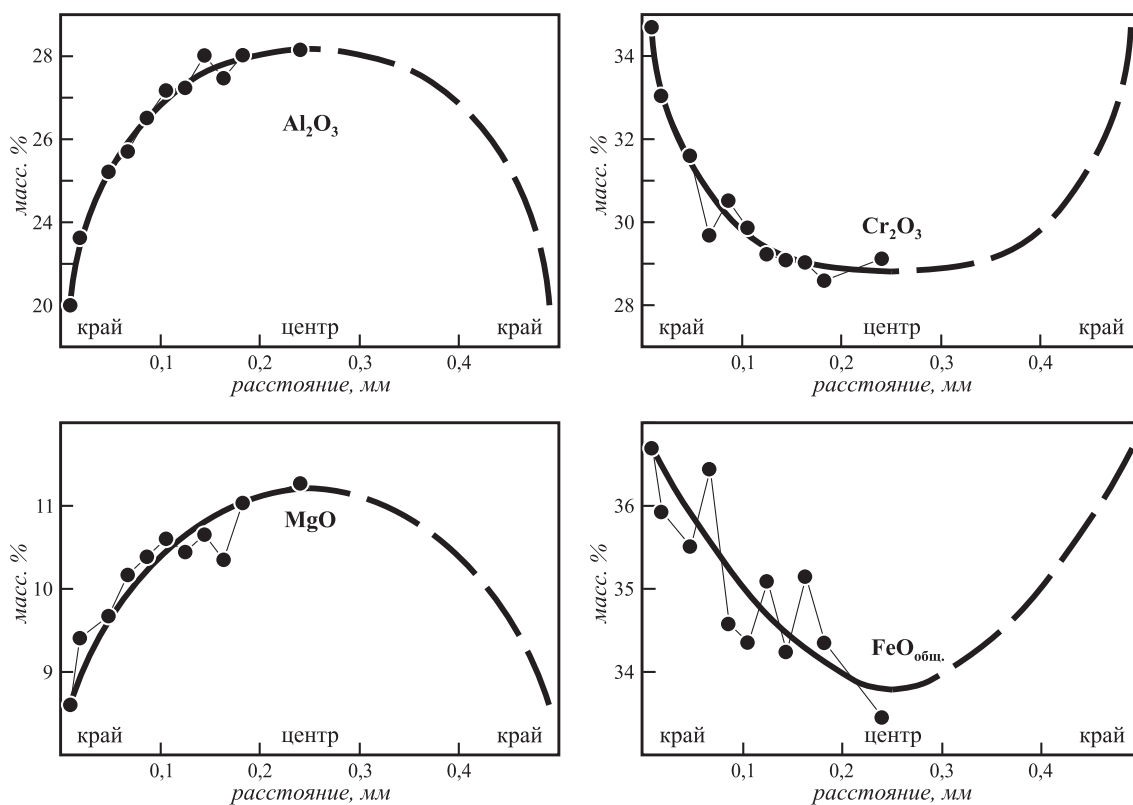 28
26
24
22
20
масс. %
Al₂O₃
край центр край
0,1 0,2 0,3 0,4
расстояние, мм
34
32
30
28
масс. %
Cr₂O₃
край центр край
0,1 0,2 0,3 0,4
расстояние, мм
11
10
9
масс. %
MgO
край центр край
0,1 0,2 0,3 0,4
расстояние, мм
36
35
34
33
масс. %
FeOобщ.
край центр край
0,1 0,2 0,3 0,4
расстояние, мм